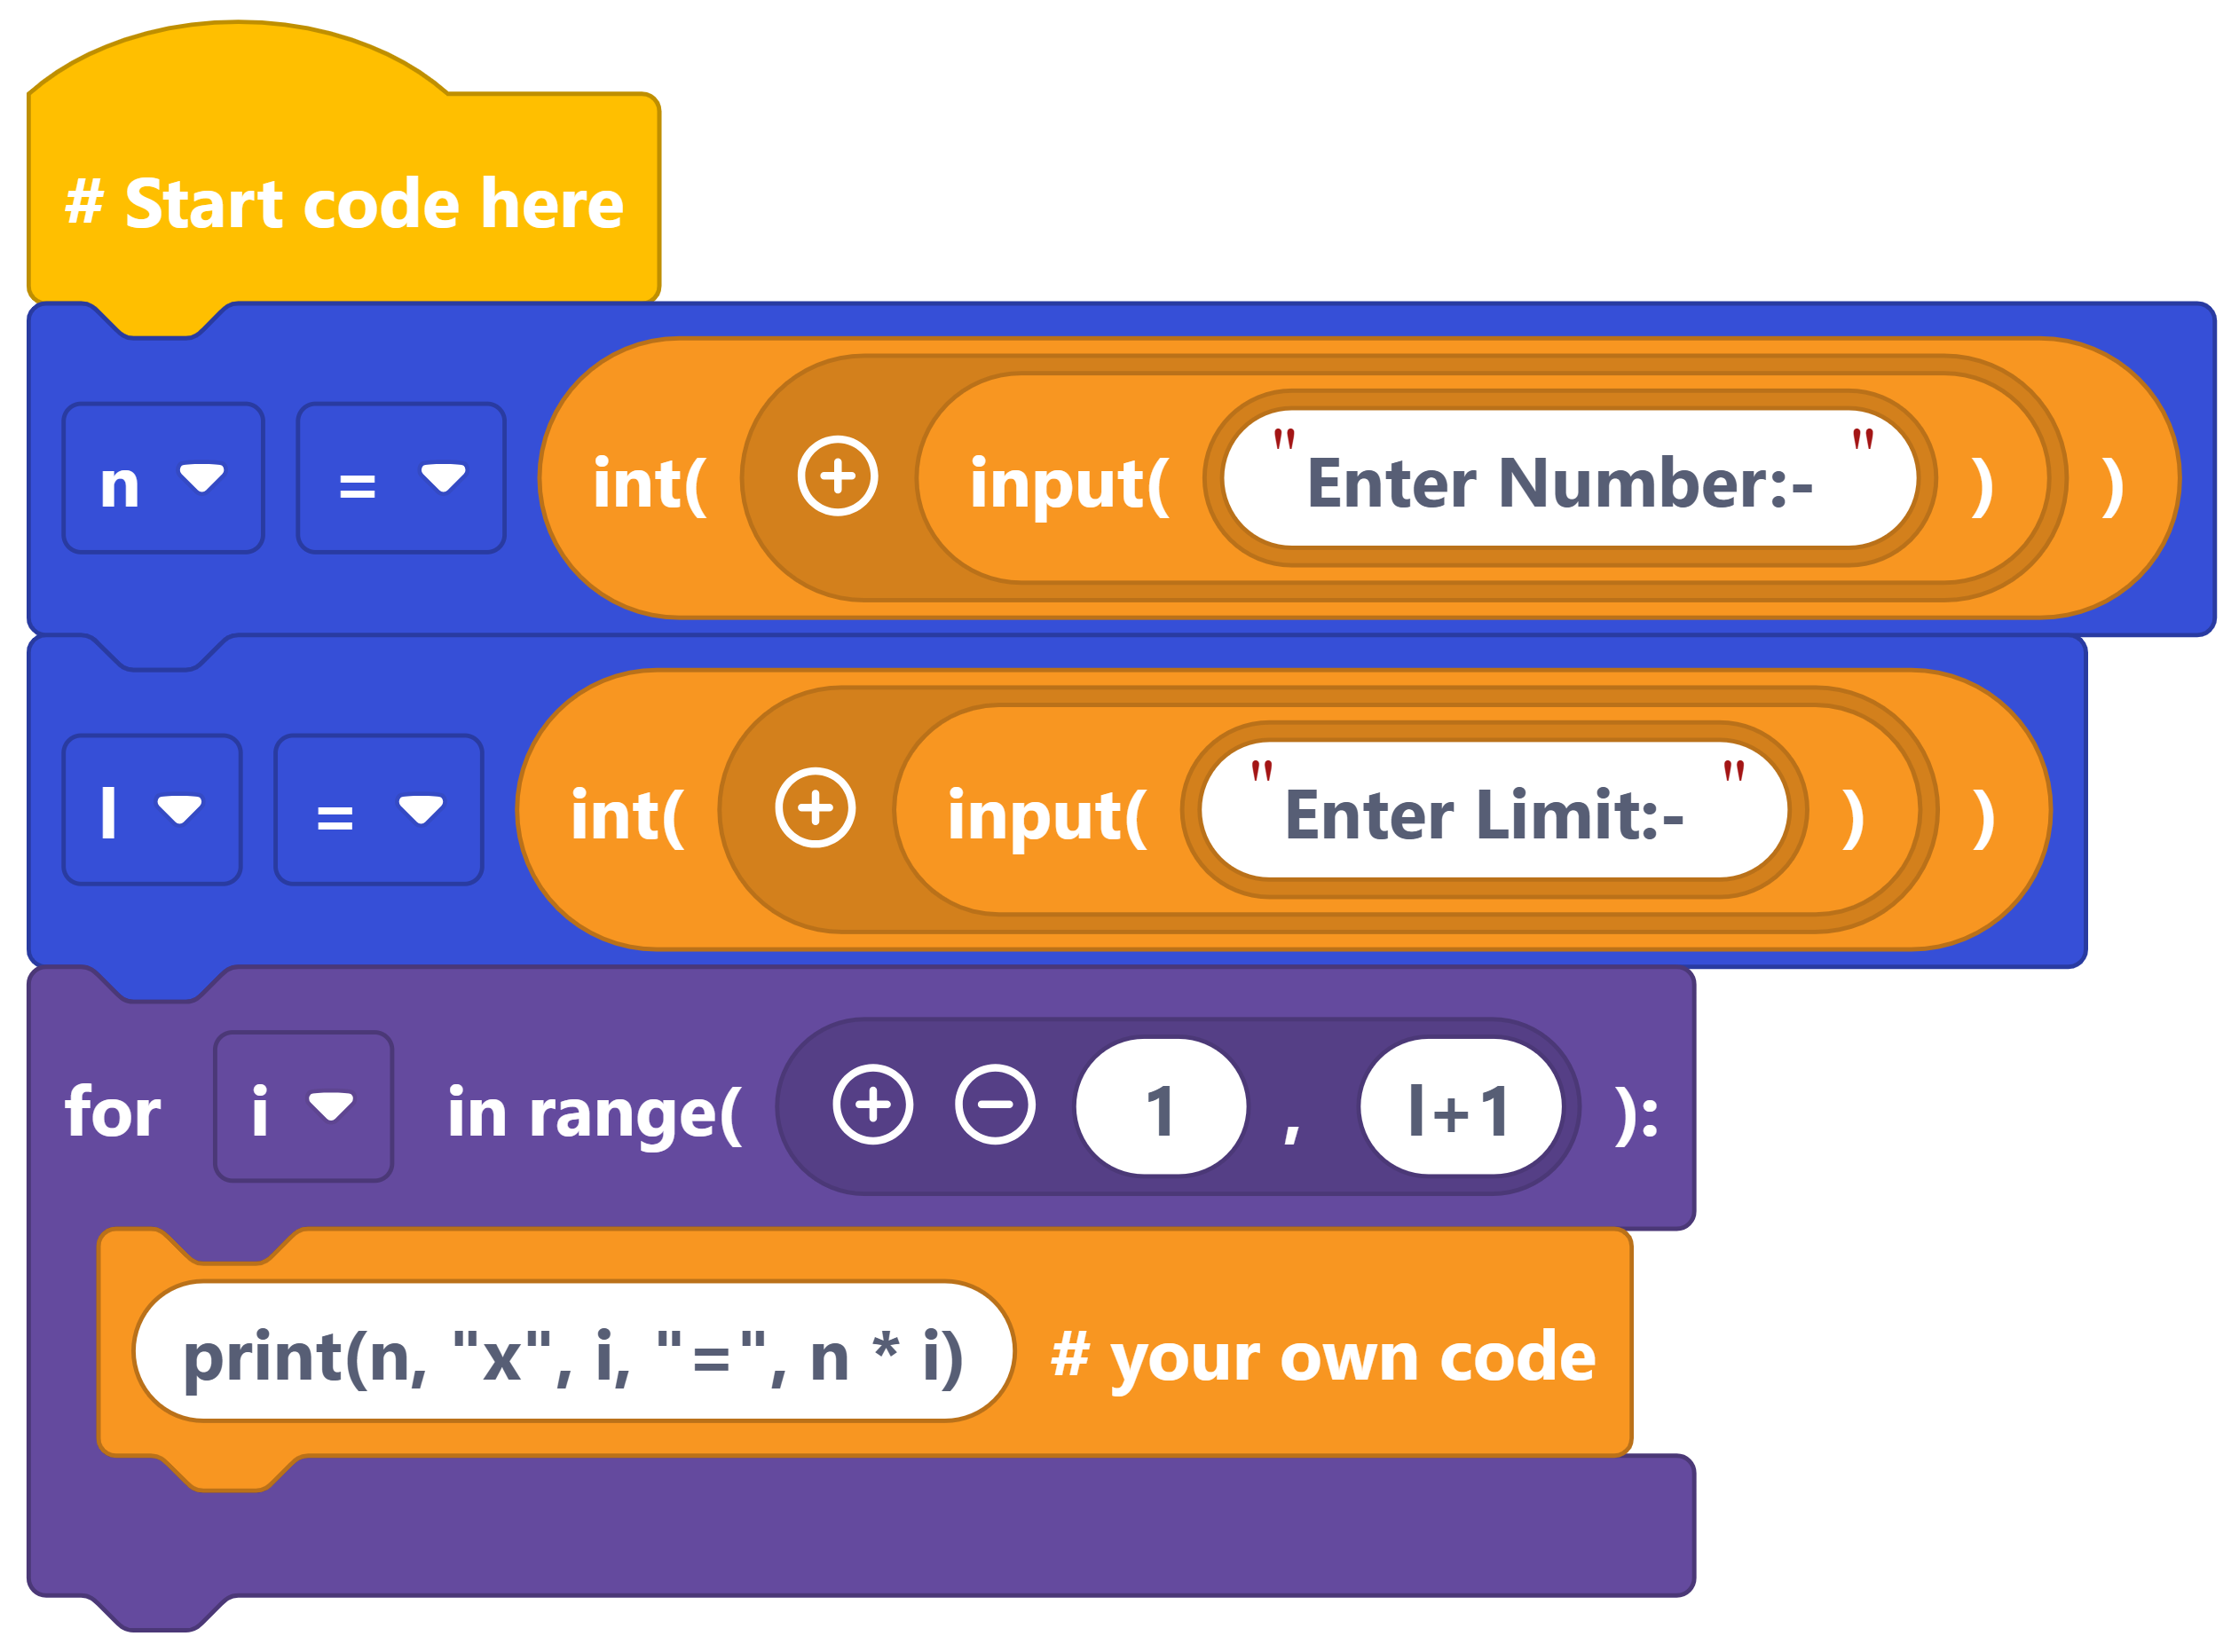 # Start code here
n = int( input( "Enter Number:-" ) )
l = int( input( "Enter Limit:-" ) )
for i in range( 1 , l+1 ):
print(n, "x", i, "=", n * i) # your own code